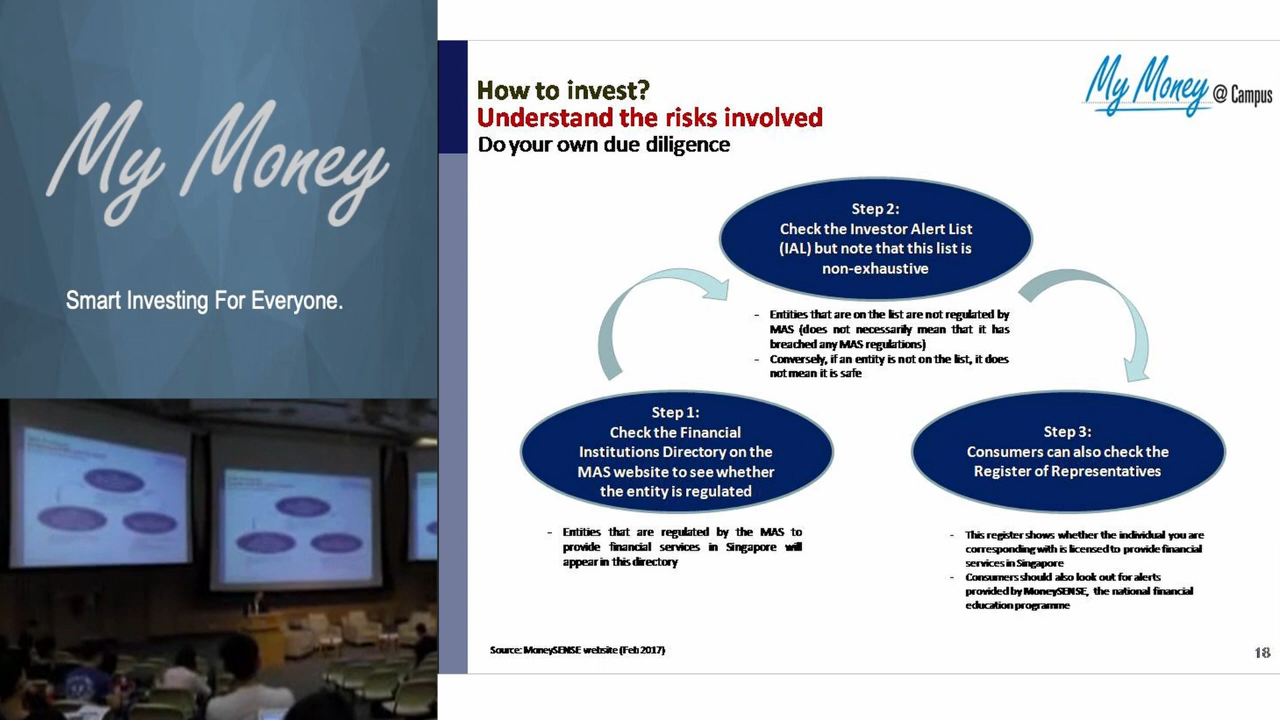 My Money
Smart Investing For Everyone.
My Money @ Campus
How to invest?
Understand the risks involved
Do your own due diligence
Step 1:
Check the Financial
Institutions Directory on the
MAS website to see whether
the entity is regulated
- Entities that are regulated by the MAS to
provide financial services in Singapore will
appear in this directory
Step 2:
Check the Investor Alert List
(IAL) but note that this list is
non-exhaustive
- Entities that are on the list are not regulated by
MAS (does not necessarily mean that it has
breached any MAS regulations)
- Conversely, if an entity is not on the list, it does
not mean it is safe
Step 3:
Consumers can also check the
Register of Representatives
- This register shows whether the individual you are
corresponding with is licensed to provide financial
services in Singapore
- Consumers should also look out for alerts
provided by MoneySENSE, the national financial
education programme
Source: MoneySENSE website (Feb 2017)
18